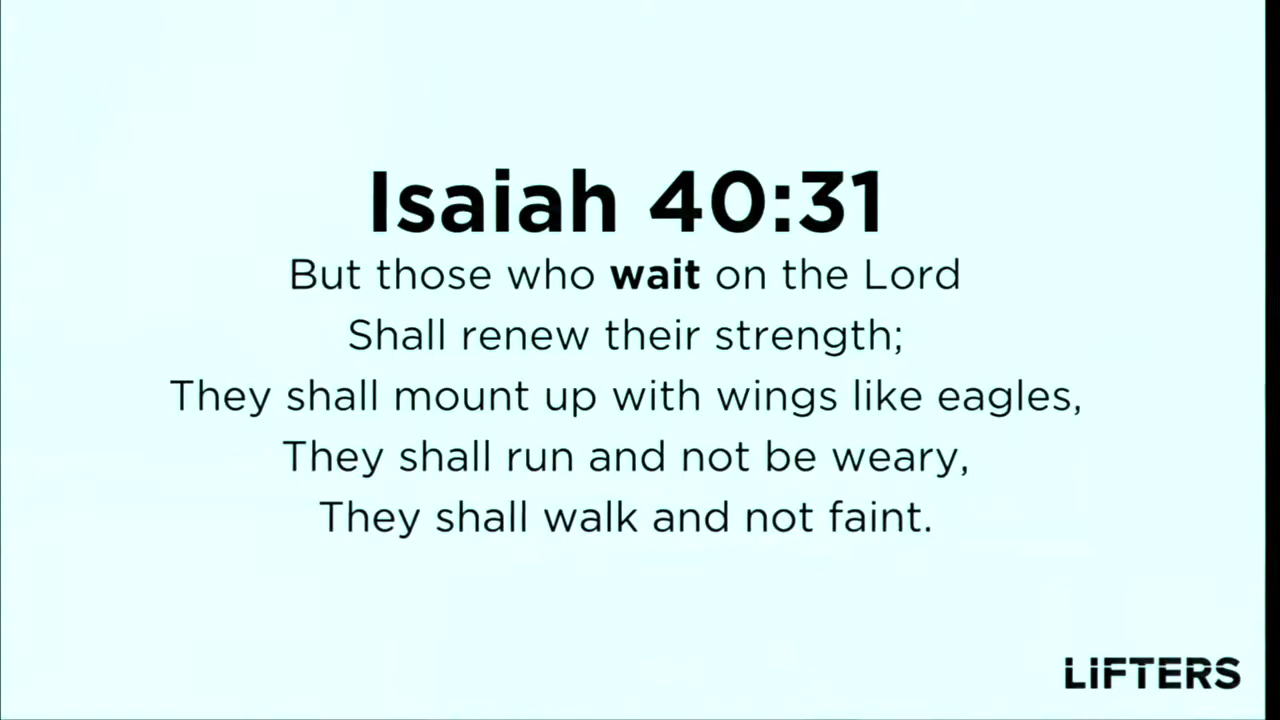 Isaiah 40:31
But those who wait on the Lord
Shall renew their strength;
They shall mount up with wings like eagles,
They shall run and not be weary,
They shall walk and not faint.
LiFTERS